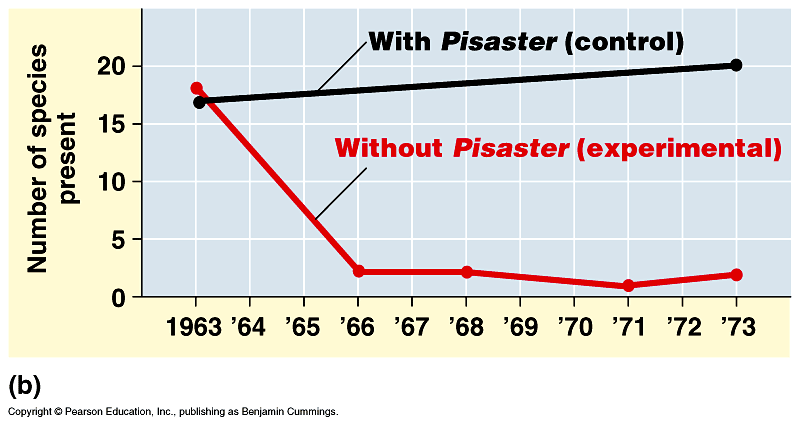 With Pisaster (control)
Number of species
present
20
15
10
5
0
Without Pisaster (experimental)
1963 ’64 ’65 ’66 ’67 ’68 ’69 ’70 ’71 ’72 ’73
(b)
Copyright © Pearson Education, Inc., publishing as Benjamin Cummings.